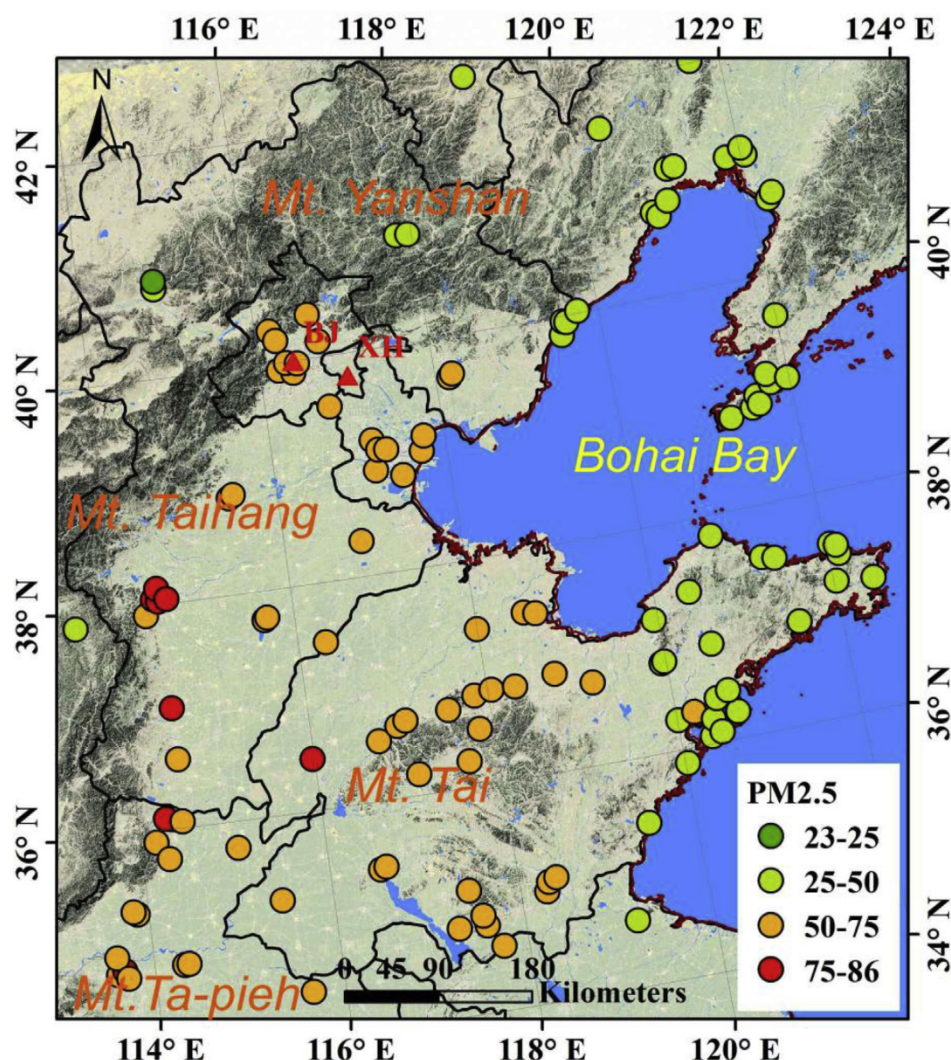 116° E 118° E 120° E 122° E 124° E
N
42° N
Mt. Yanshan
40° N
BJ
XH
40° N
Bohai Bay
38° N
Mt. Taihang
38° N
36° N
Mt. Tai
PM2.5
23-25
36° N
25-50
50-75
34° N
75-86
Mt.Ta-pieh
0 45 90 180
Kilometers
114° E 116° E 118° E 120° E